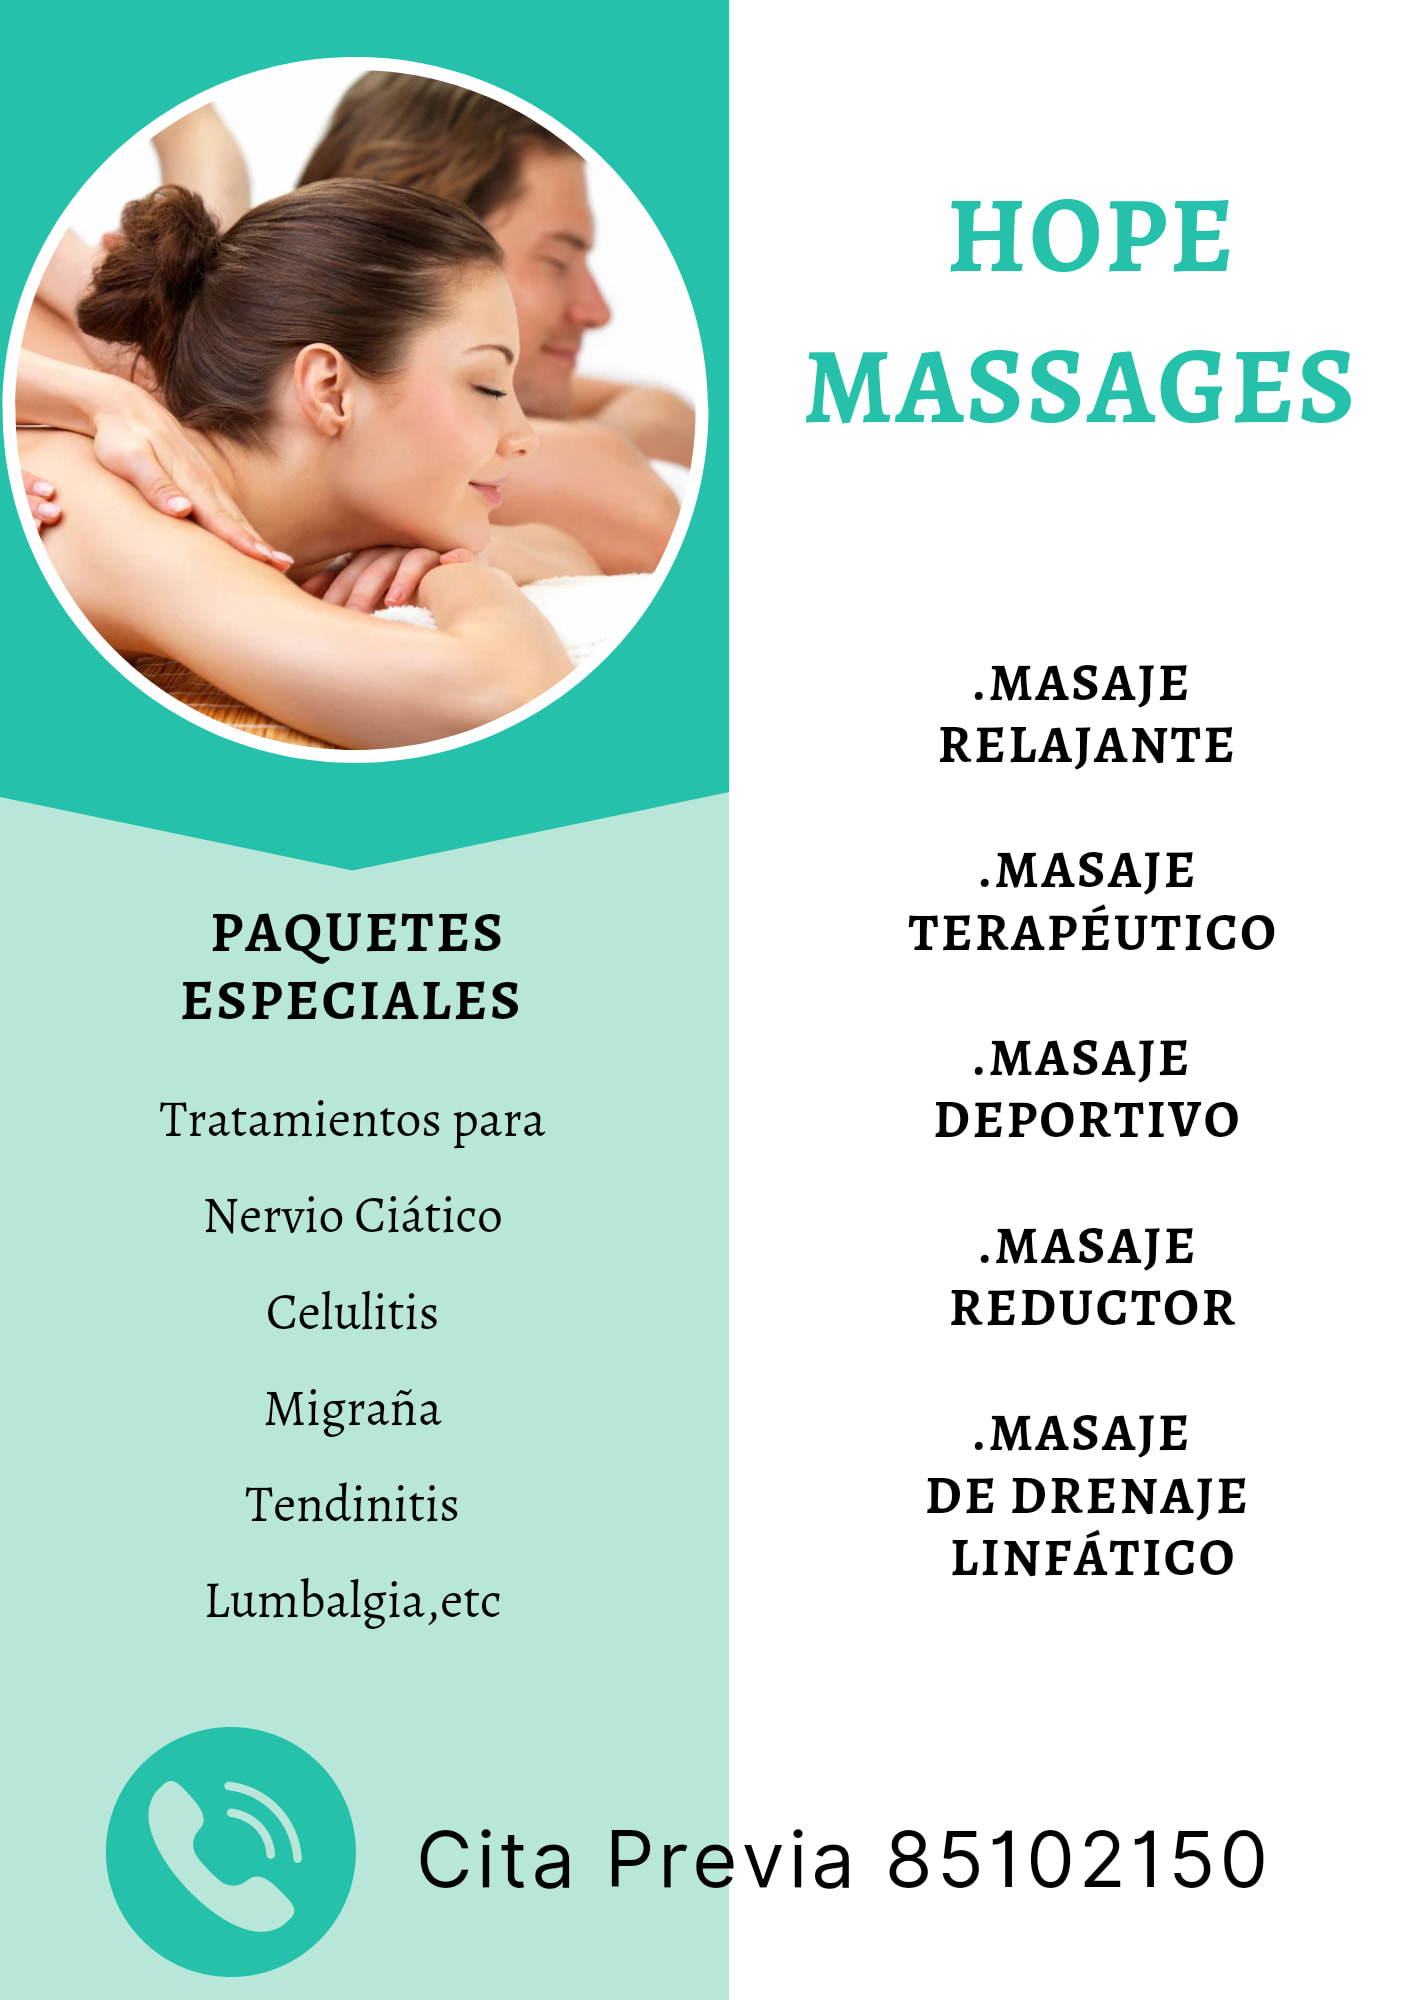 HOPE
MASSAGES
.MASAJE
RELAJANTE
.MASAJE
TERAPÉUTICO
.MASAJE
DEPORTIVO
.MASAJE
REDUCTOR
.MASAJE
DE DRENAJE
LINFÁTICO
PAQUETES
ESPECIALES
Tratamientos para
Nervio Ciático
Celulitis
Migraña
Tendinitis
Lumbalgia,etc
Cita Previa 85102150